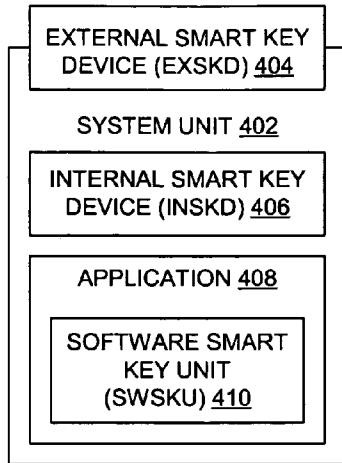 EXTERNAL SMART KEY
DEVICE (EXSKD) 404
SYSTEM UNIT 402
INTERNAL SMART KEY
DEVICE (INSKD) 406
APPLICATION 408
SOFTWARE SMART
KEY UNIT
(SWSKU) 410